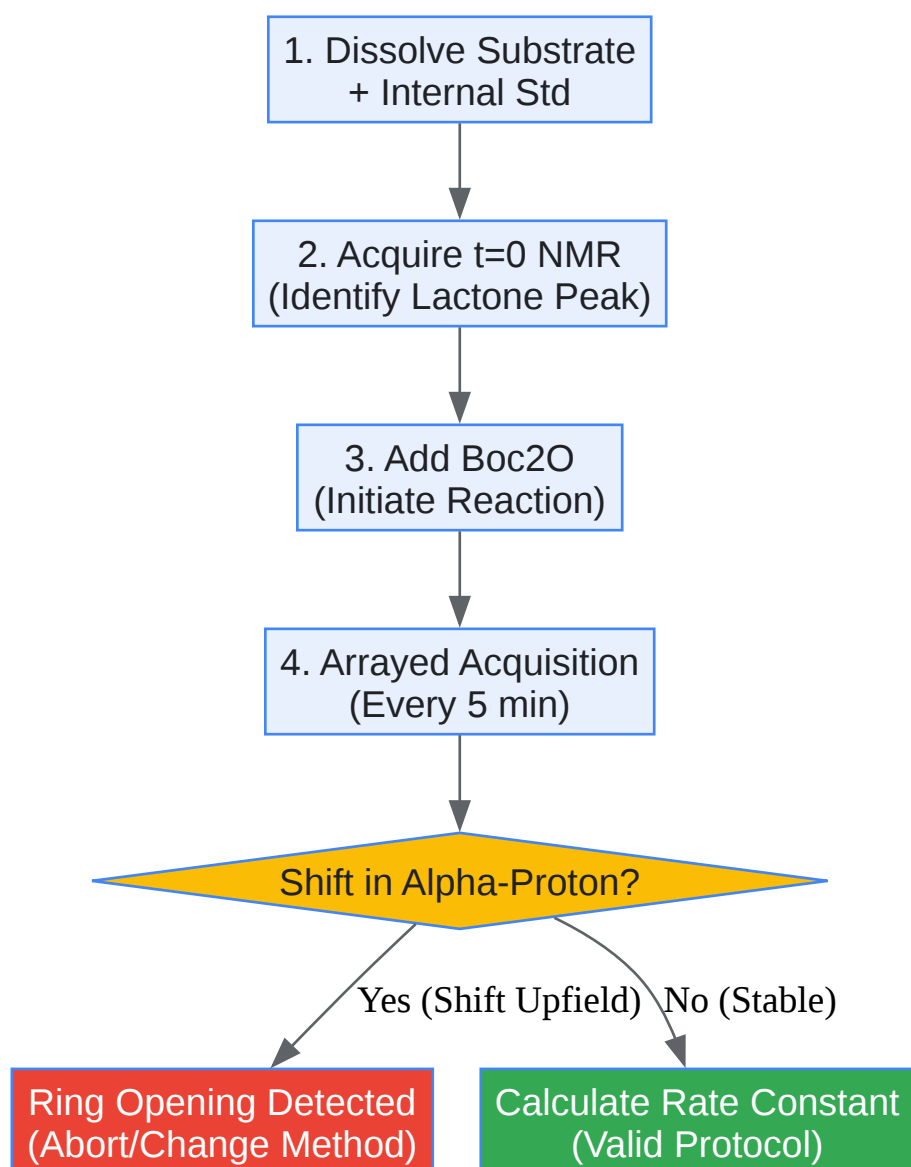 1. Dissolve Substrate
+ Internal Std
2. Acquire t=0 NMR
(Identify Lactone Peak)
3. Add Boc2O
(Initiate Reaction)
4. Arrayed Acquisition
(Every 5 min)
Shift in Alpha-Proton?
Yes (Shift Upfield)
No (Stable)
Ring Opening Detected
(Abort/Change Method)
Calculate Rate Constant
(Valid Protocol)